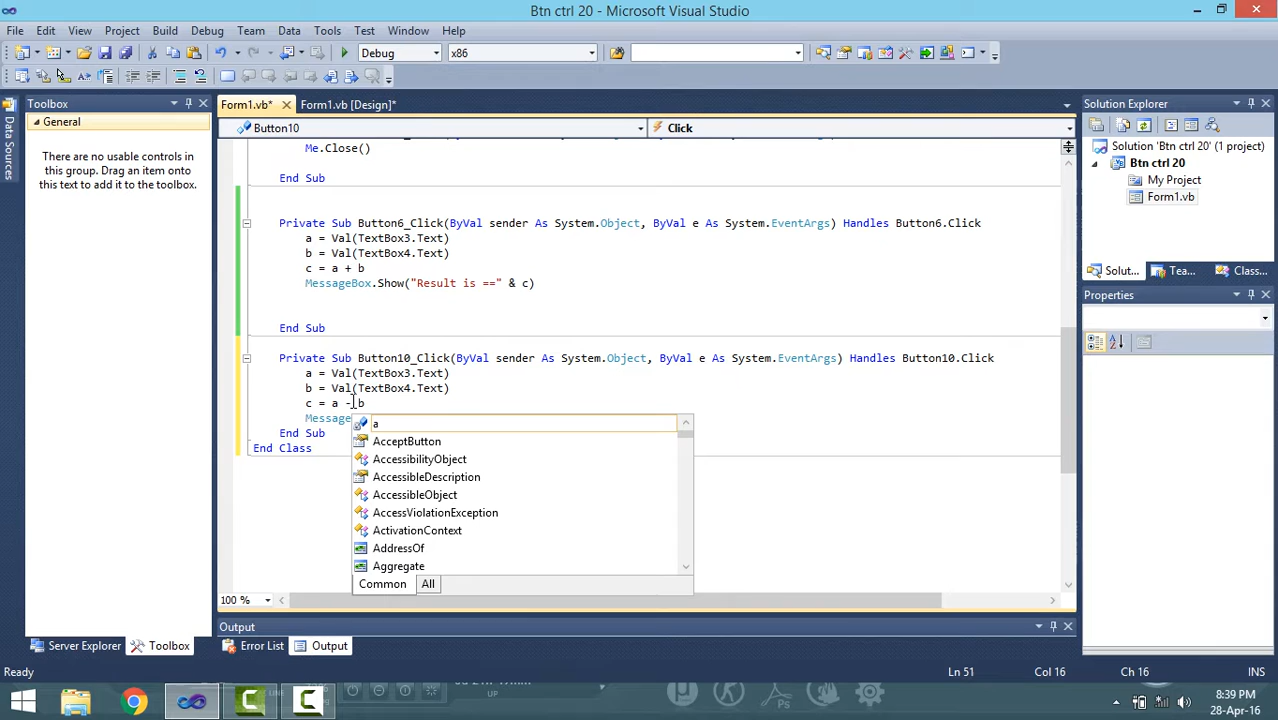 Btn ctrl 20 - Microsoft Visual Studio
File Edit View Project Build Debug Team Data Tools Test Window Help
Debug x86
Toolbox
General
There are no usable controls in
this group. Drag an item onto
this text to add it to the toolbox.
Data Sources
Form1.vb* Form1.vb [Design]*
Button10 Click
Me.Close()
End Sub
Private Sub Button6_Click(ByVal sender As System.Object, ByVal e As System.EventArgs) Handles Button6.Click
a = Val(TextBox3.Text)
b = Val(TextBox4.Text)
c = a + b
MessageBox.Show("Result is ==" & c)
End Sub
Private Sub Button10_Click(ByVal sender As System.Object, ByVal e As System.EventArgs) Handles Button10.Click
a = Val(TextBox3.Text)
b = Val(TextBox4.Text)
c = a - b
Message
End Sub
End Class
a
AcceptButton
AccessibilityObject
AccessibleDescription
AccessibleObject
AccessViolationException
ActivationContext
AddressOf
Aggregate
Common All
100 %
Solution Explorer
Solution 'Btn ctrl 20' (1 project)
Btn ctrl 20
My Project
Form1.vb
Solut... Tea... Class...
Properties
Output
Server Explorer Toolbox Error List Output
Ready Ln 51 Col 16 Ch 16 INS
UP
Ps
8:39 PM
28-Apr-16